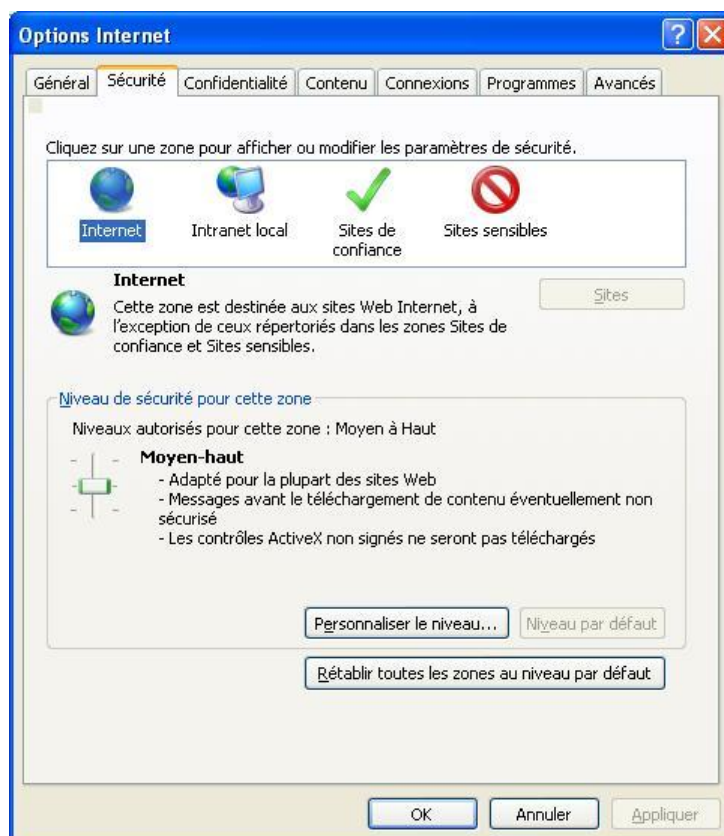 Options Internet
?
X
Général Sécurité Confidentialité Contenu Connexions Programmes Avancés
Cliquez sur une zone pour afficher ou modifier les paramètres de sécurité.
Internet Intranet local Sites de Sites sensibles
confiance
Internet
Sites
Cette zone est destinée aux sites Web Internet, à
l'exception de ceux répertoriés dans les zones Sites de
confiance et Sites sensibles.
Niveau de sécurité pour cette zone
Niveaux autorisés pour cette zone : Moyen à Haut
Moyen-haut
- Adapté pour la plupart des sites Web
- Messages avant le téléchargement de contenu éventuellement non
sécurisé
- Les contrôles ActiveX non signés ne seront pas téléchargés
Personnaliser le niveau... Niveau par défaut
Rétablir toutes les zones au niveau par défaut
OK Annuler Appliquer